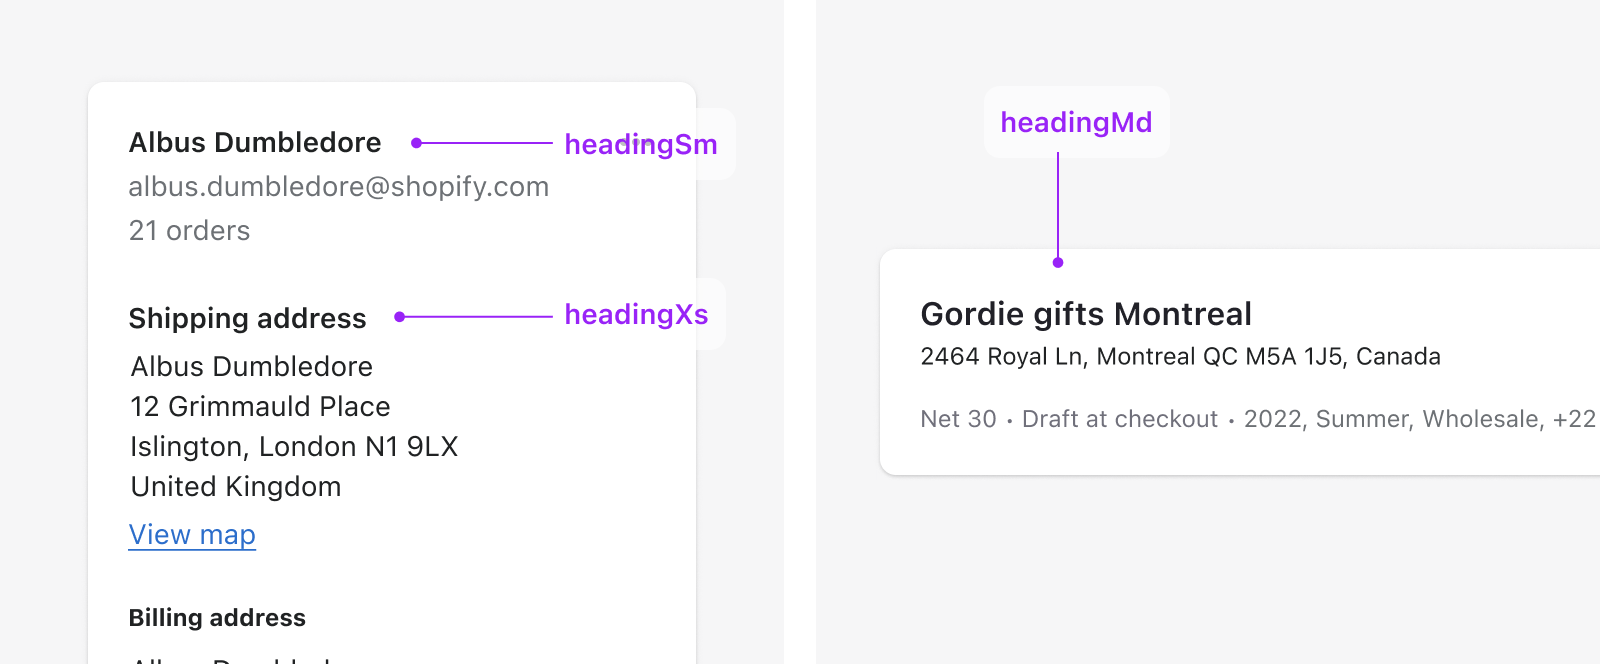 Albus Dumbledore
headingSm
albus.dumbledore@shopify.com
21 orders
Shipping address
headingXs
Albus Dumbledore
12 Grimmauld Place
Islington, London N1 9LX
United Kingdom
View map
Billing address
headingMd
Gordie gifts Montreal
2464 Royal Ln, Montreal QC M5A 1J5, Canada
Net 30 • Draft at checkout • 2022, Summer, Wholesale, +22